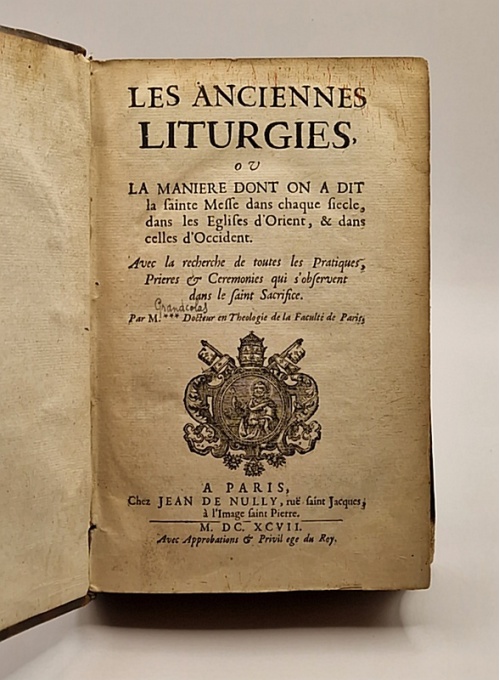 LES ANCIENNES
LITURGIES,
OU
LA MANIERE DONT ON A DIT
la ſainte Meſſe dans chaque ſiecle,
dans les Egliſes d'Orient, & dans
celles d'Occident.
Avec la recherche de toutes les Pratiques,
Prieres & Ceremonies qui s'obſervent
dans le ſaint Sacrifice.
Grandcolas
Par M. *** Docteur en Theologie de la Faculté de Paris,
A PARIS,
Chez JEAN DE NULLY, ruë ſaint Jacques,
à l'Image ſaint Pierre.
M. DC. XCVII.
Avec Approbations & Privil ege du Roy.